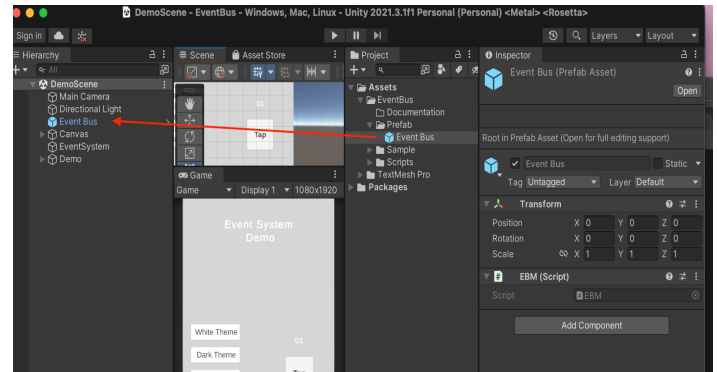 DemoScene - EventBus - Windows, Mac, Linux - Unity 2021.3.1f1 Personal (Personal) <Metal> <Rosetta>
Sign in
Layers
Layout
Hierarchy
All
DemoScene
Main Camera
Directional Light
Event Bus
Canvas
EventSystem
Demo
Scene
Asset Store
01
Tap
Game
Game
Display 1
1080x1920
Event System
Demo
White Theme
Dark Theme
01
Project
Assets
EventBus
Documentation
Prefab
Event Bus
Sample
Scripts
TextMesh Pro
Packages
Inspector
Event Bus (Prefab Asset)
Open
Root in Prefab Asset (Open for full editing support)
Event Bus
Static
Tag Untagged Layer Default
Transform
Position X 0 Y 0 Z 0
Rotation X 0 Y 0 Z 0
Scale X 1 Y 1 Z 1
EBM (Script)
Script EBM
Add Component